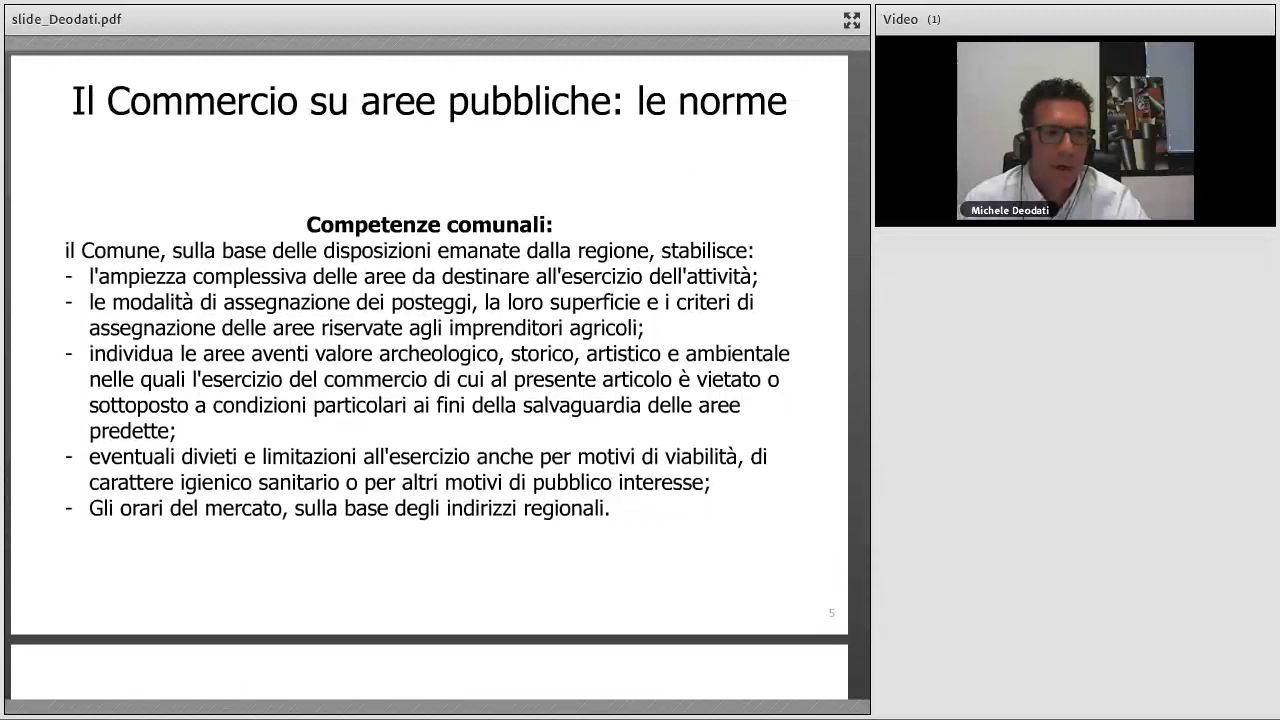 slide_Deodati.pdf
Video (1)
Il Commercio su aree pubbliche: le norme
Michele Deodati
Competenze comunali:
il Comune, sulla base delle disposizioni emanate dalla regione, stabilisce:
- l'ampiezza complessiva delle aree da destinare all'esercizio dell'attività;
- le modalità di assegnazione dei posteggi, la loro superficie e i criteri di
assegnazione delle aree riservate agli imprenditori agricoli;
- individua le aree aventi valore archeologico, storico, artistico e ambientale
nelle quali l'esercizio del commercio di cui al presente articolo è vietato o
sottoposto a condizioni particolari ai fini della salvaguardia delle aree
predette;
- eventuali divieti e limitazioni all'esercizio anche per motivi di viabilità, di
carattere igienico sanitario o per altri motivi di pubblico interesse;
- Gli orari del mercato, sulla base degli indirizzi regionali.
5